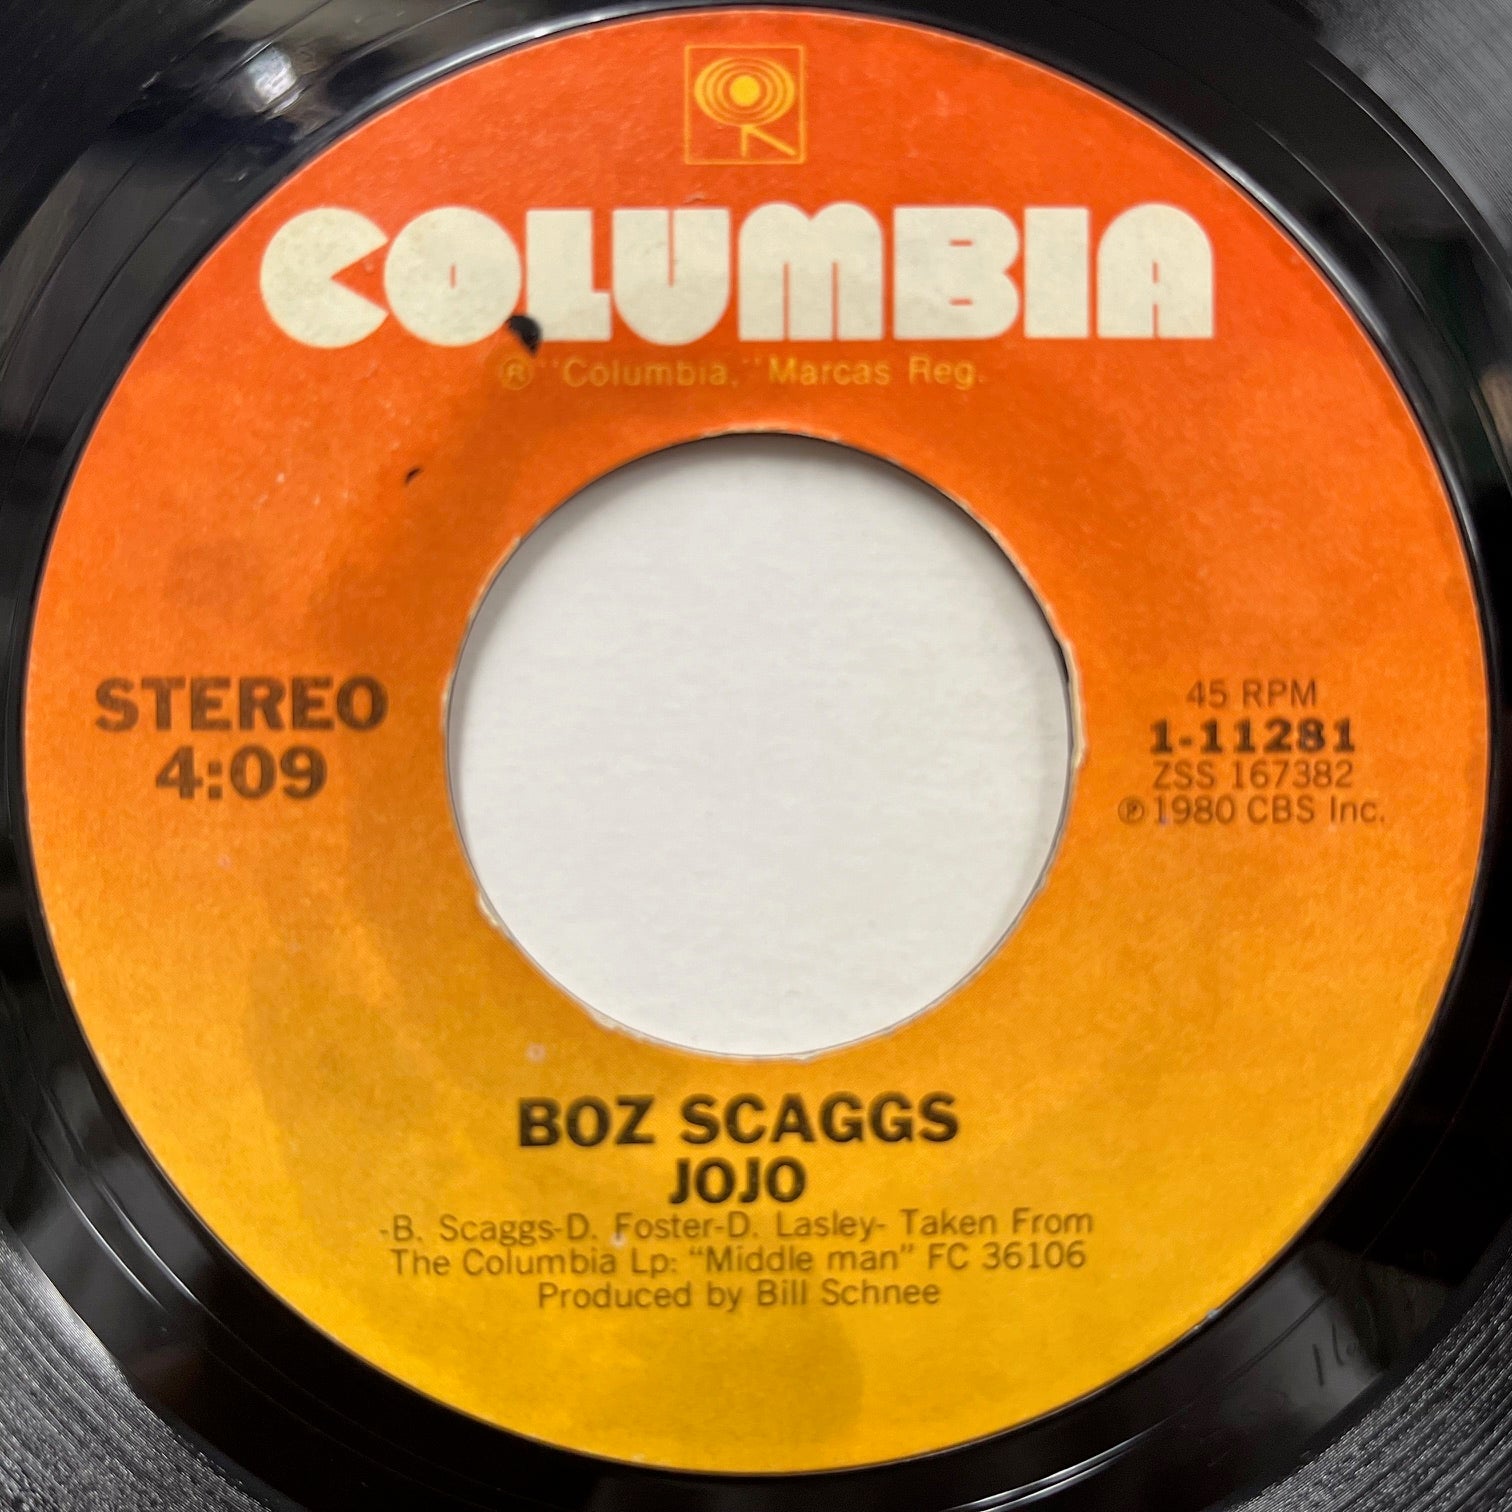 COLUMBIA
® "Columbia," Marcas Reg.
STEREO
4:09
45 RPM
1-11281
ZSS 167382
℗ 1980 CBS Inc.
BOZ SCAGGS
JOJO
-B. Scaggs-D. Foster-D. Lasley- Taken From
The Columbia Lp: "Middle man" FC 36106
Produced by Bill Schnee